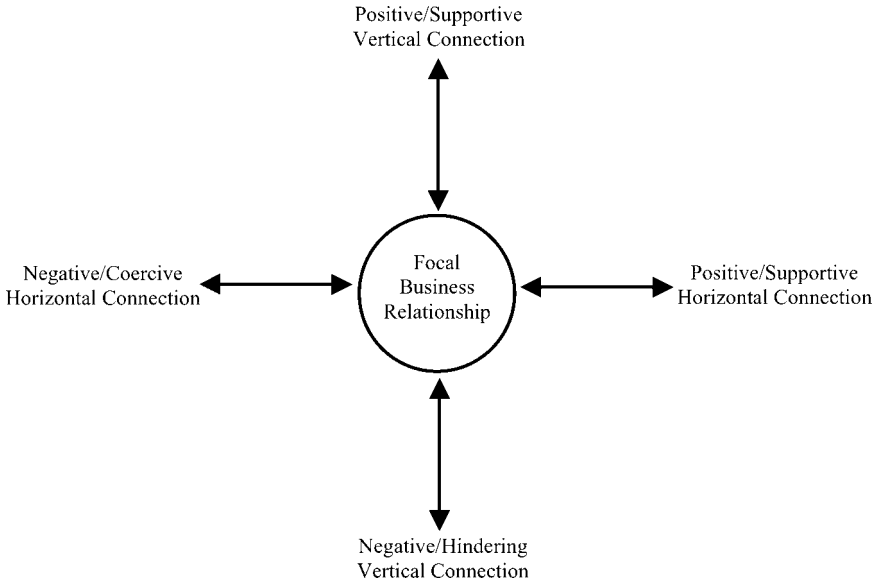 Positive/Supportive
Vertical Connection
Negative/Coercive
Horizontal Connection
Focal
Business
Relationship
Positive/Supportive
Horizontal Connection
Negative/Hindering
Vertical Connection